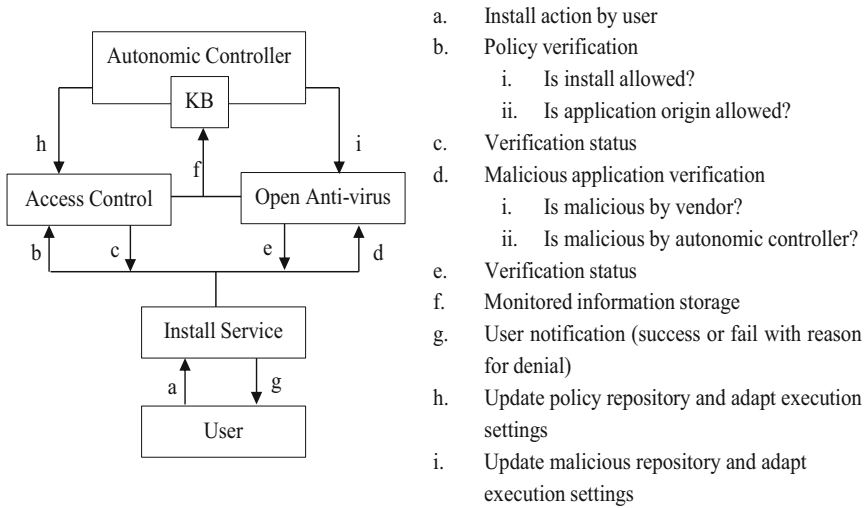 Autonomic Controller
KB
h
i
f
Access Control
Open Anti-virus
b
c
e
d
Install Service
a
g
User
a. Install action by user
b. Policy verification
i. Is install allowed?
ii. Is application origin allowed?
c. Verification status
d. Malicious application verification
i. Is malicious by vendor?
ii. Is malicious by autonomic controller?
e. Verification status
f. Monitored information storage
g. User notification (success or fail with reason
for denial)
h. Update policy repository and adapt execution
settings
i. Update malicious repository and adapt
execution settings